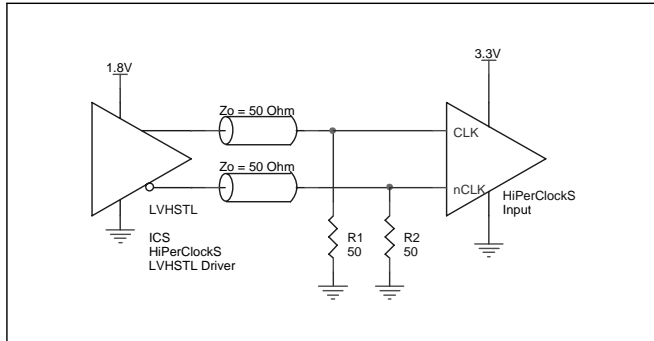 1.8V
3.3V
Zo = 50 Ohm
CLK
Zo = 50 Ohm
nCLK
HiPerClockS
Input
LVHSTL
ICS
HiPerClockS
LVHSTL Driver
R1
50
R2
50